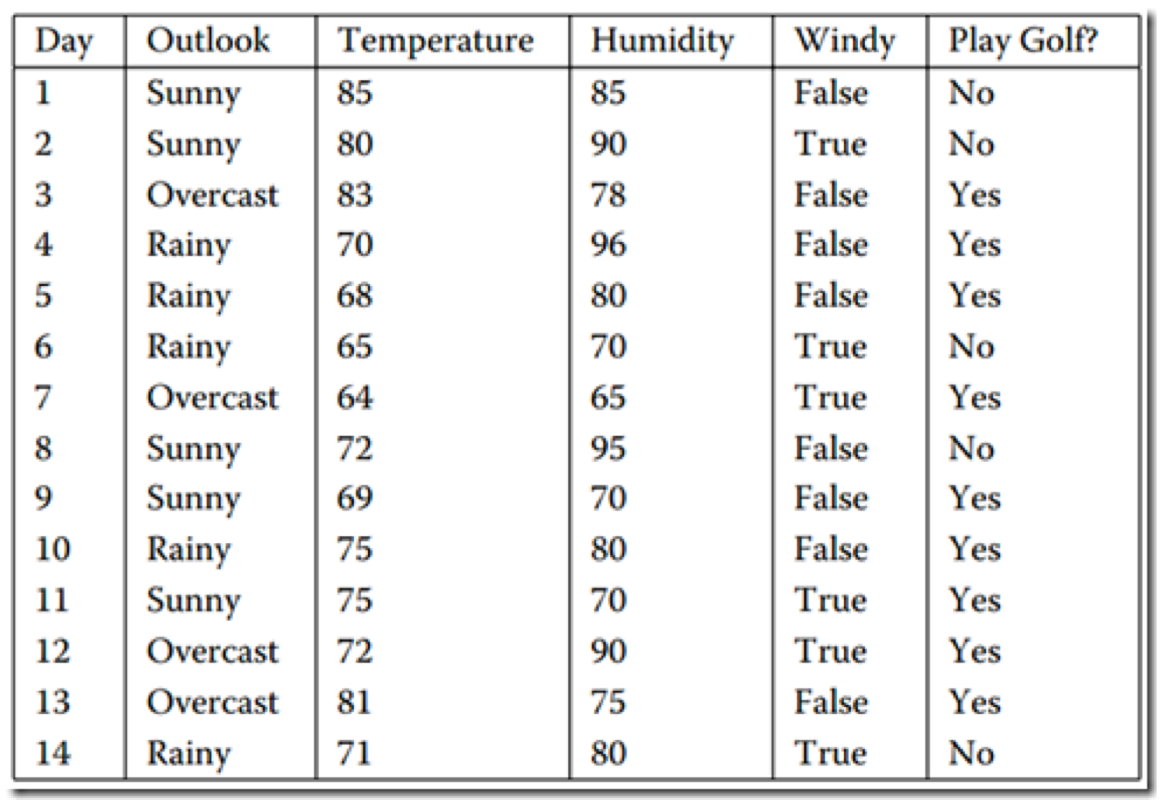 Day Outlook Temperature Humidity Windy Play Golf?
1 Sunny 85 85 False No
2 Sunny 80 90 True No
3 Overcast 83 78 False Yes
4 Rainy 70 96 False Yes
5 Rainy 68 80 False Yes
6 Rainy 65 70 True No
7 Overcast 64 65 True Yes
8 Sunny 72 95 False No
9 Sunny 69 70 False Yes
10 Rainy 75 80 False Yes
11 Sunny 75 70 True Yes
12 Overcast 72 90 True Yes
13 Overcast 81 75 False Yes
14 Rainy 71 80 True No